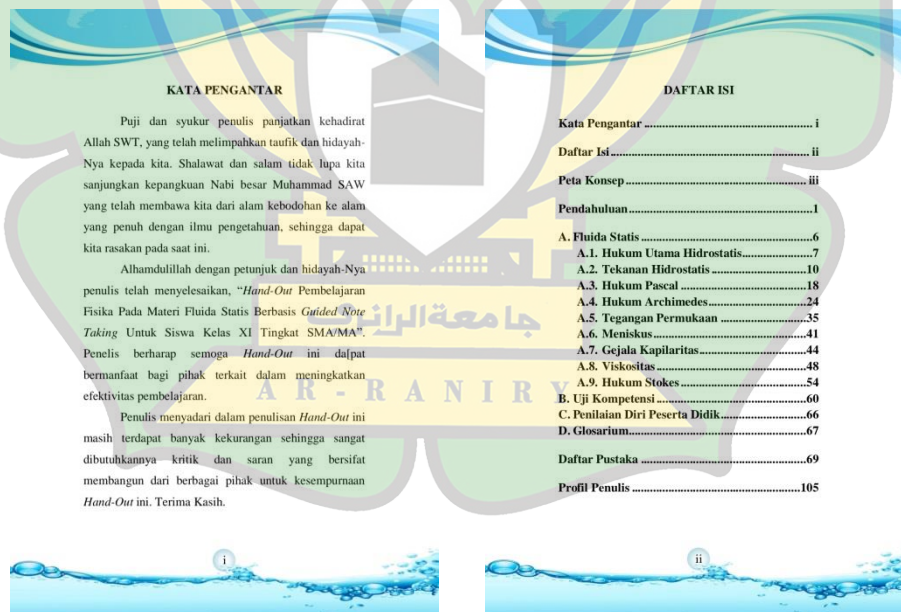 KATA PENGANTAR
Puji dan syukur penulis panjatkan kehadirat
Allah SWT, yang telah melimpahkan taufik dan hidayah-
Nya kepada kita. Shalawat dan salam tidak lupa kita
sanjungkan kepangkuan Nabi besar Muhammad SAW
yang telah membawa kita dari alam kebodohan ke alam
yang penuh dengan ilmu pengetahuan, sehingga dapat
kita rasakan pada saat ini.
Alhamdulillah dengan petunjuk dan hidayah-Nya
penulis telah menyelesaikan, “Hand-Out Pembelajaran
Fisika Pada Materi Fluida Statis Berbasis Guided Note
Taking Untuk Siswa Kelas XI Tingkat SMA/MA”.
Penelis berharap semoga Hand-Out ini da[pat
bermanfaat bagi pihak terkait dalam meningkatkan
efektivitas pembelajaran.
Penulis menyadari dalam penulisan Hand-Out ini
masih terdapat banyak kekurangan sehingga sangat
dibutuhkannya kritik dan saran yang bersifat
membangun dari berbagai pihak untuk kesempurnaan
Hand-Out ini. Terima Kasih.
i
DAFTAR ISI
Kata Pengantar ........ i
Daftar Isi ........ ii
Peta Konsep ........ iii
Pendahuluan ........ 1
A. Fluida Statis ........ 6
A.1. Hukum Utama Hidrostatis ........ 7
A.2. Tekanan Hidrostatis ........ 10
A.3. Hukum Pascal ........ 18
A.4. Hukum Archimedes ........ 24
A.5. Tegangan Permukaan ........ 35
A.6. Meniskus ........ 41
A.7. Gejala Kapilaritas ........ 44
A.8. Viskositas ........ 48
A.9. Hukum Stokes ........ 54
B. Uji Kompetensi ........ 60
C. Penilaian Diri Peserta Didik ........ 66
D. Glosarium ........ 67
Daftar Pustaka ........ 69
Profil Penulis ........ 105
ii
جامعةالرانري
AR-RANIRY